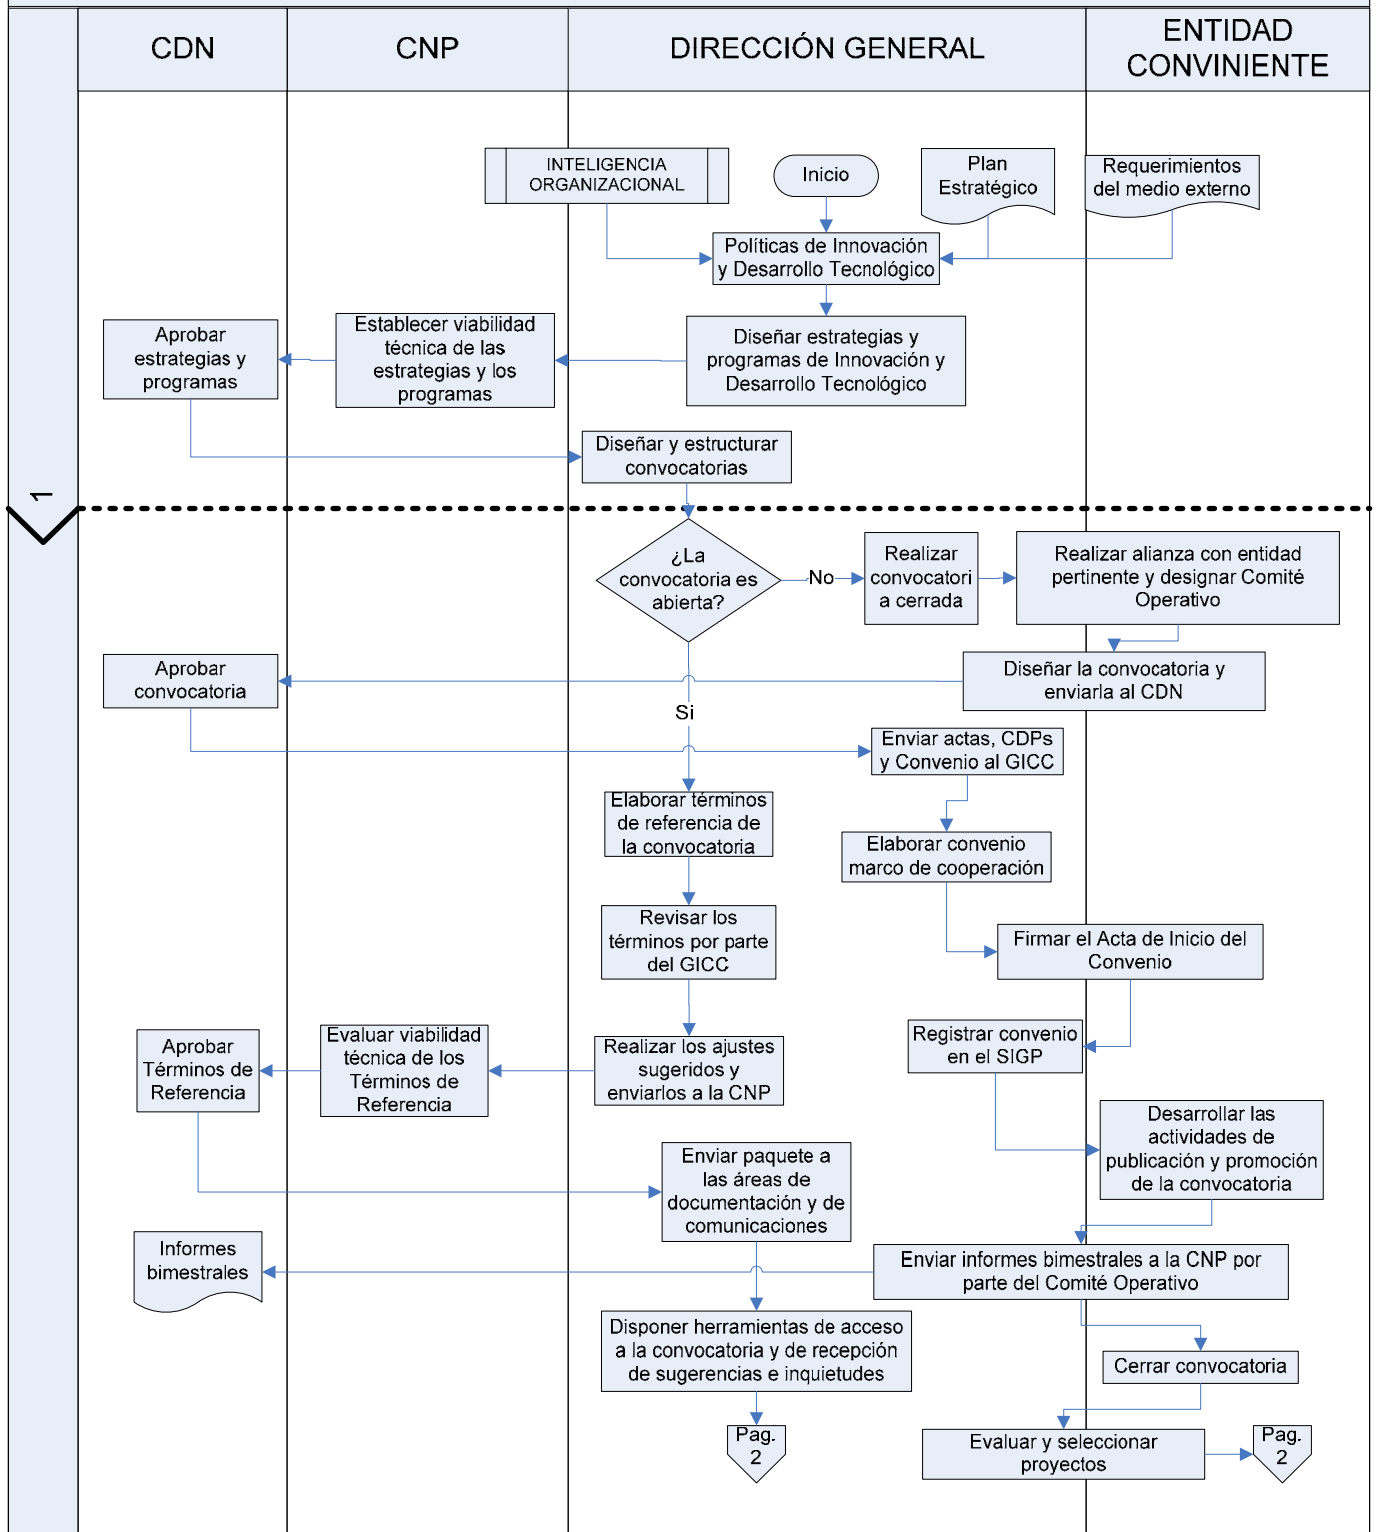 CDN
CNP
DIRECCIÓN GENERAL
ENTIDAD
CONVINIENTE
INTELIGENCIA
ORGANIZACIONAL
Inicio
Plan
Estratégico
Requerimientos
del medio externo
Políticas de Innovación
y Desarrollo Tecnológico
Aprobar
estrategias y
programas
Establecer viabilidad
técnica de las
estrategias y los
programas
Diseñar estrategias y
programas de Innovación y
Desarrollo Tecnológico
Diseñar y estructurar
convocatorias
1
¿La
convocatoria es
abierta?
No
Realizar
convocatori
a cerrada
Realizar alianza con entidad
pertinente y designar Comité
Operativo
Aprobar
convocatoria
Diseñar la convocatoria y
enviarla al CDN
Si
Enviar actas, CDPs
y Convenio al GICC
Elaborar términos
de referencia de
la convocatoria
Elaborar convenio
marco de cooperación
Revisar los
términos por parte
del GICC
Firmar el Acta de Inicio del
Convenio
Aprobar
Términos de
Referencia
Evaluar viabilidad
técnica de los
Términos de
Referencia
Realizar los ajustes
sugeridos y
enviarlos a la CNP
Registrar convenio
en el SIGP
Desarrollar las
actividades de
publicación y promoción
de la convocatoria
Enviar paquete a
las áreas de
documentación y de
comunicaciones
Informes
bimestrales
Enviar informes bimestrales a la CNP por
parte del Comité Operativo
Disponer herramientas de acceso
a la convocatoria y de recepción
de sugerencias e inquietudes
Cerrar convocatoria
Pag.
2
Evaluar y seleccionar
proyectos
Pag.
2